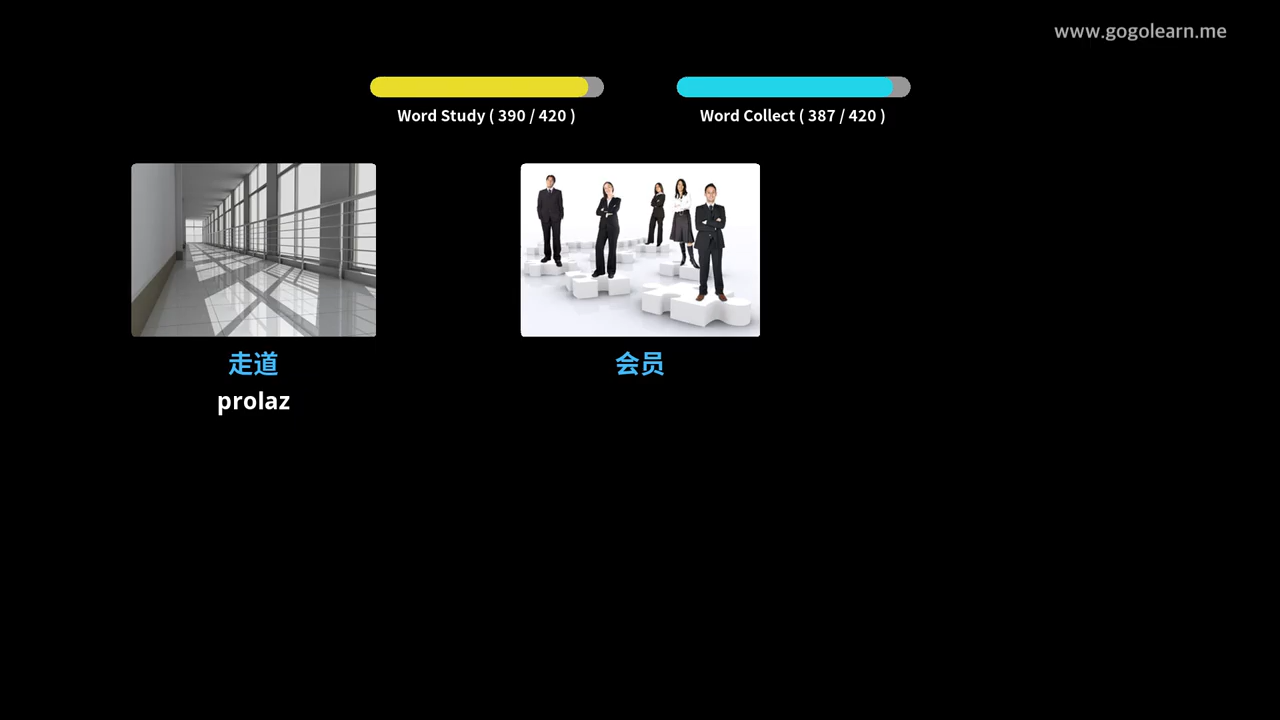 www.gogolearn.me
Word Study ( 390 / 420 )
Word Collect ( 387 / 420 )
走道
prolaz
会员